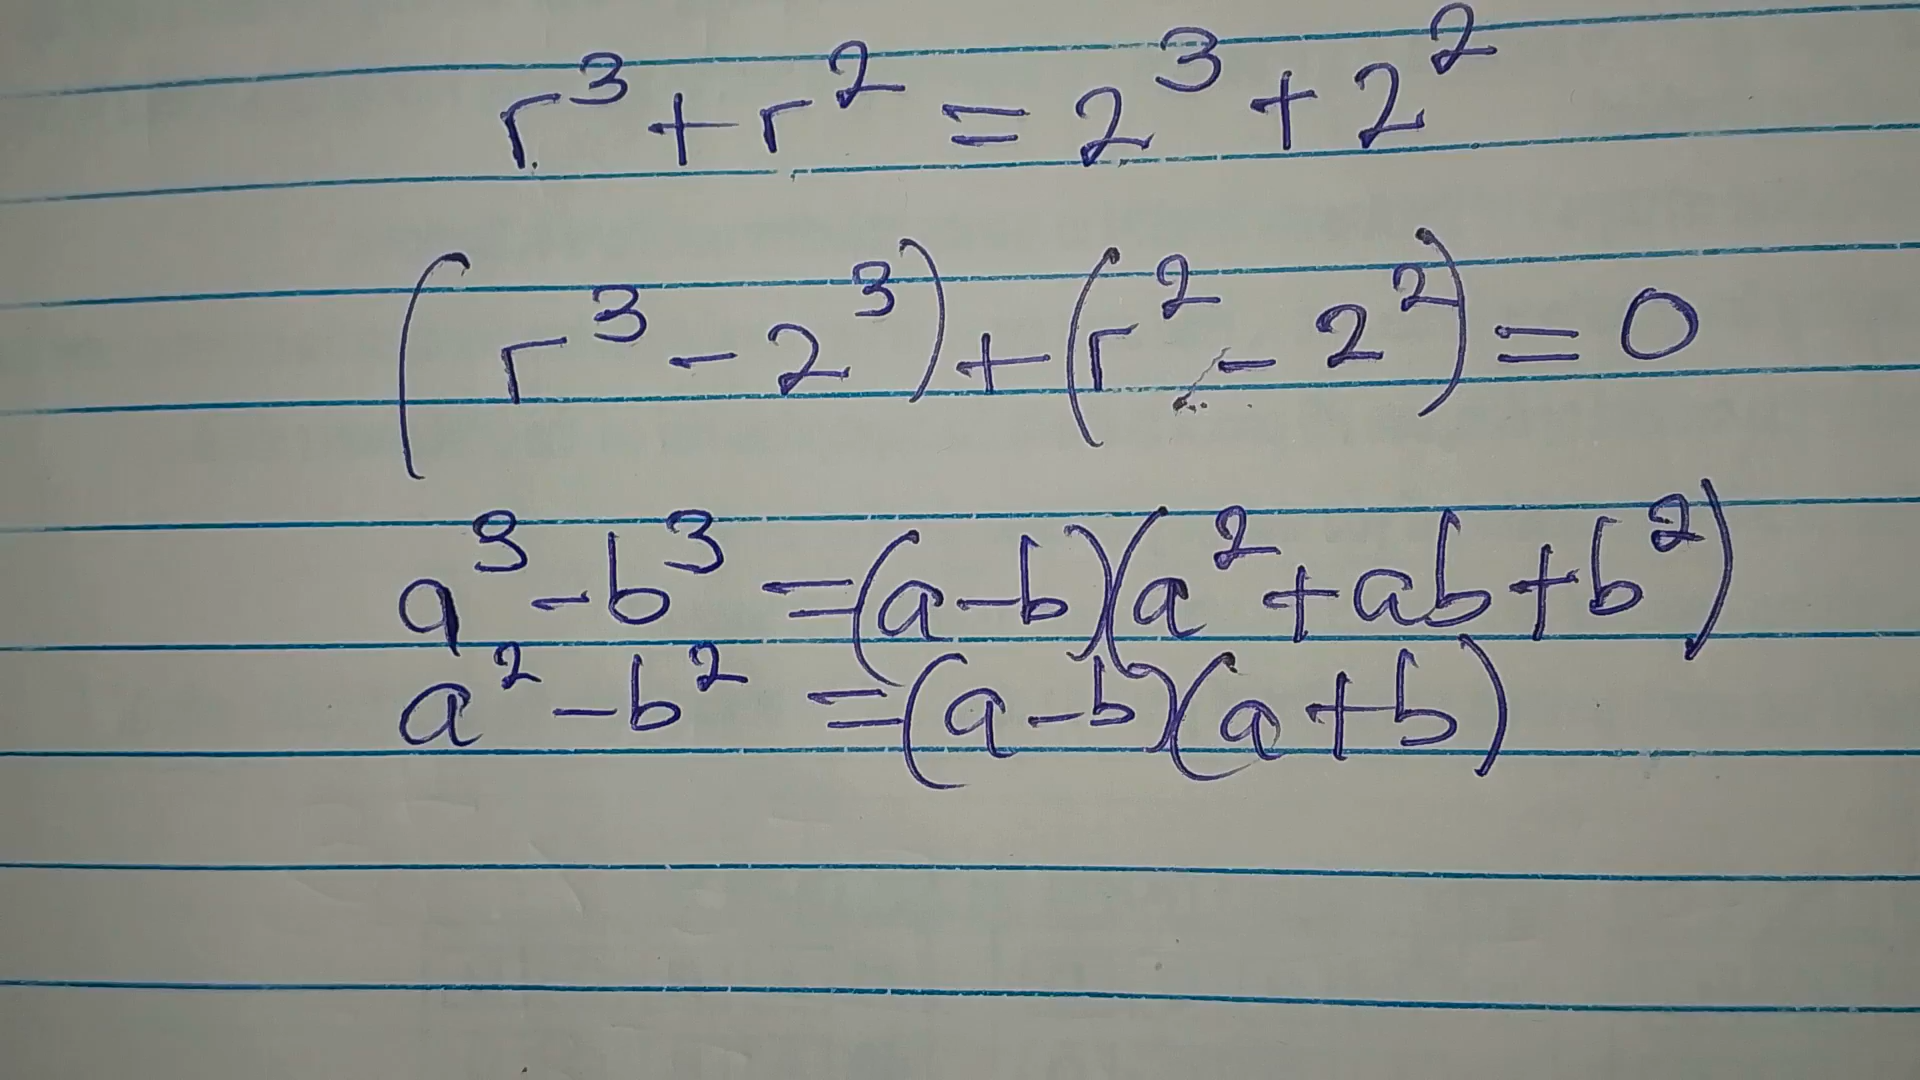 r³ + r² = 2³ + 2²
(r³ - 2³) + (r² - 2²) = 0
a³ - b³ = (a - b)(a² + ab + b²)
a² - b² = (a - b)(a + b)